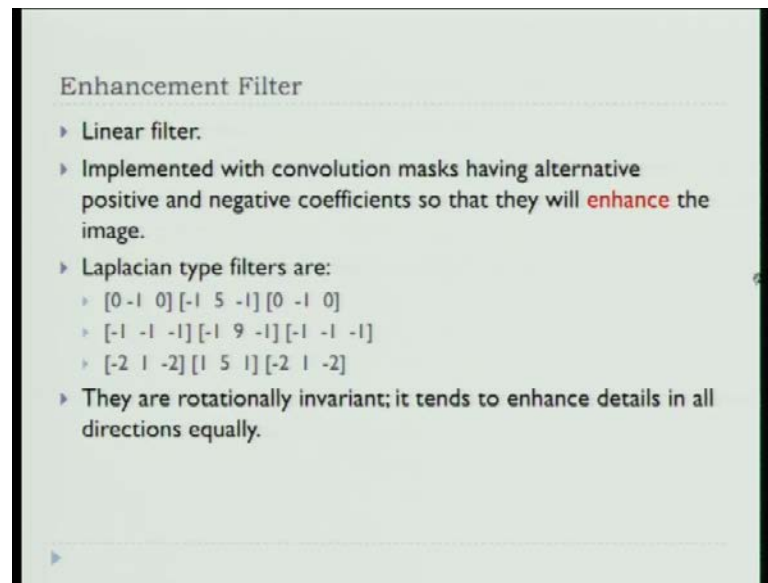 Enhancement Filter
Linear filter.
Implemented with convolution masks having alternative
positive and negative coefficients so that they will enhance the
image.
Laplacian type filters are:
[0 -1 0] [-1 5 -1] [0 -1 0]
[-1 -1 -1] [-1 9 -1] [-1 -1 -1]
[-2 1 -2] [1 5 1] [-2 1 -2]
They are rotationally invariant; it tends to enhance details in all
directions equally.